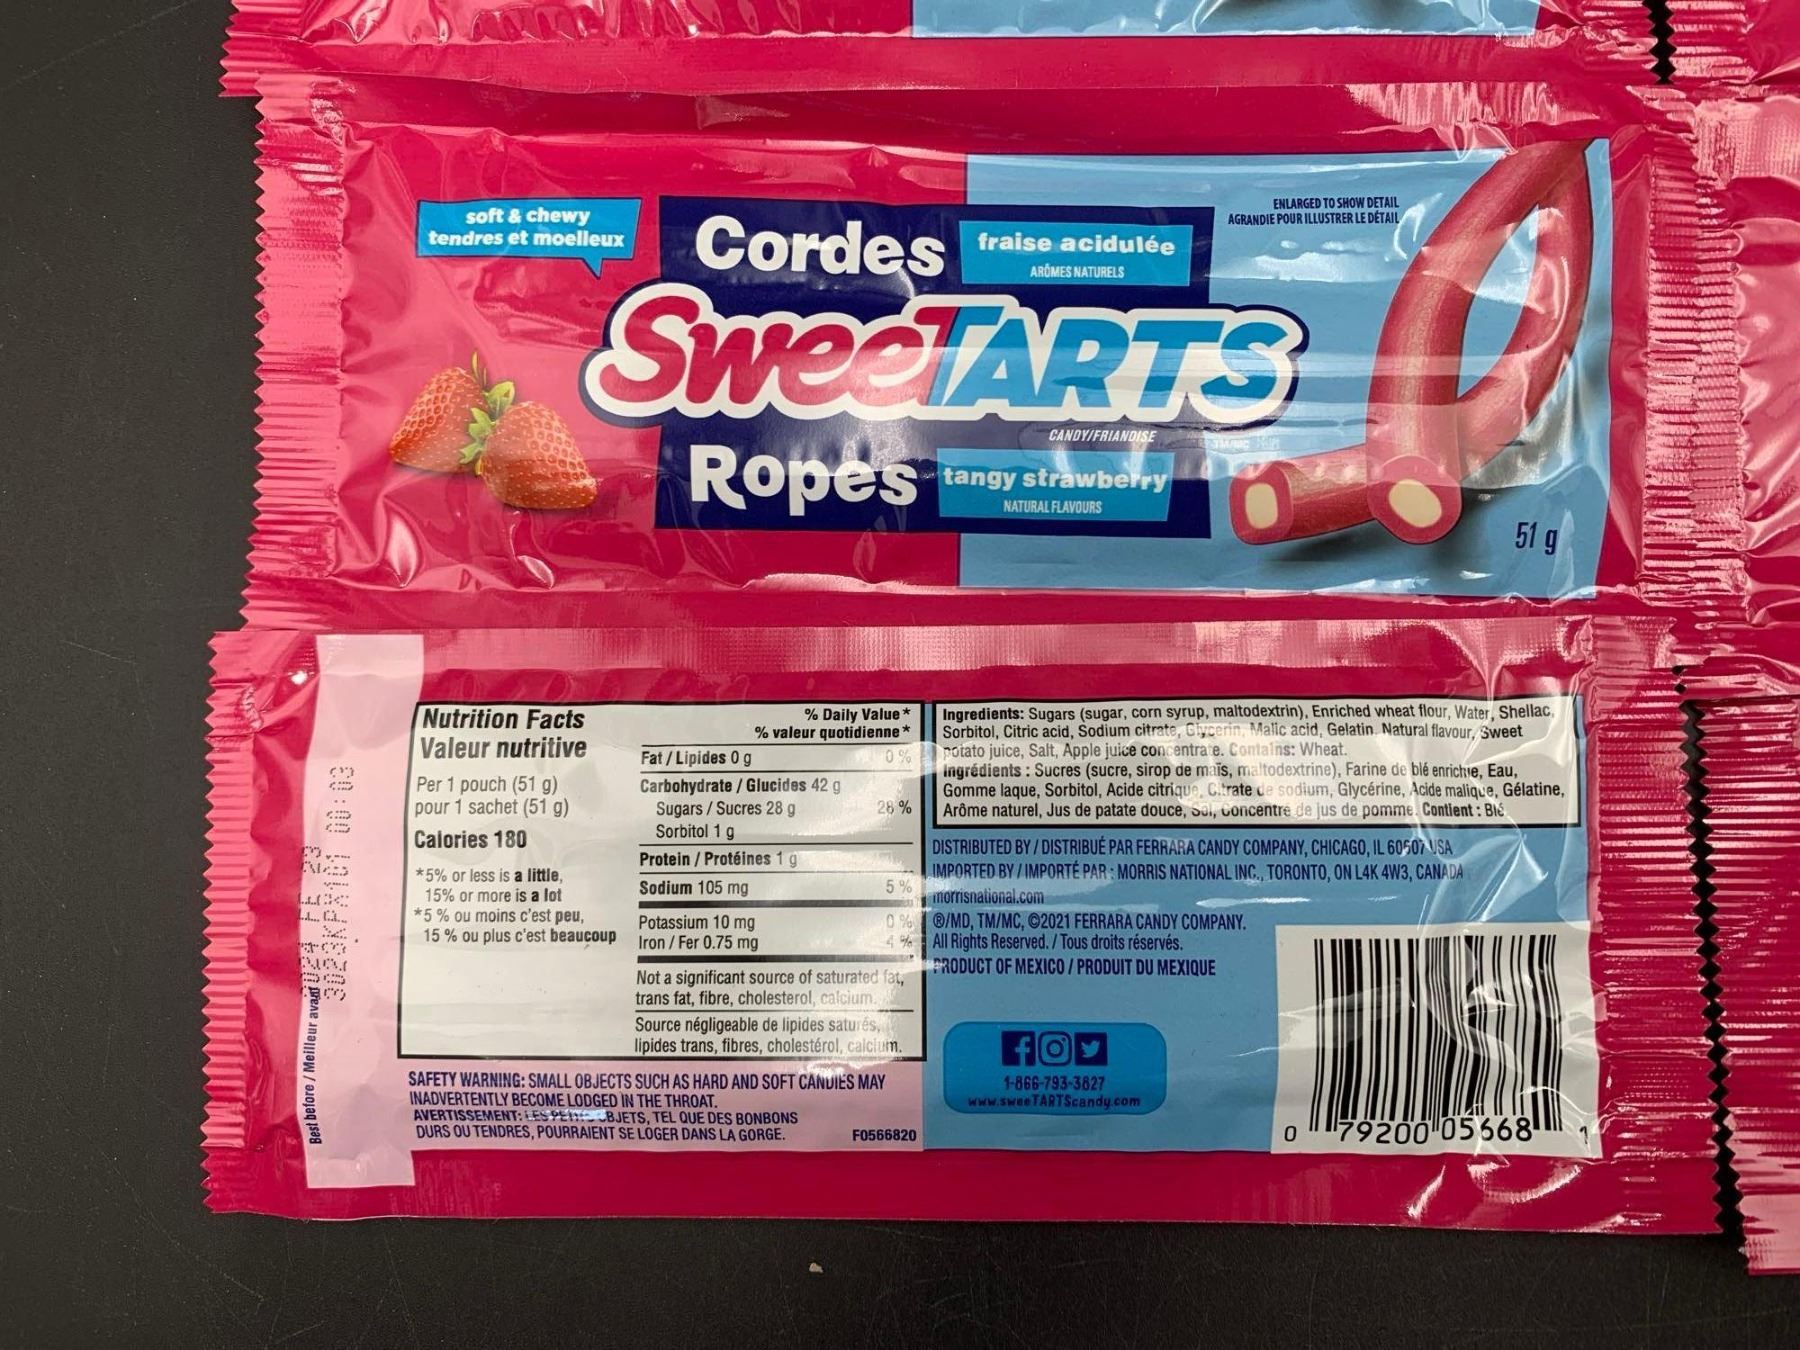 soft & chewy
tendres et moelleux
Cordes
fraise acidulée
ARÔMES NATURELS
ENLARGED TO SHOW DETAIL
AGRANDIE POUR ILLUSTRER LE DÉTAIL
SweeTARTS
CANDY/FRIANDISE
Ropes
tangy strawberry
NATURAL FLAVOURS
51 g
Nutrition Facts
Valeur nutritive
Per 1 pouch (51 g)
pour 1 sachet (51 g)
Calories 180
*5% or less is a little,
15% or more is a lot
*5 % ou moins c'est peu,
15 % ou plus c'est beaucoup
% Daily Value*
% valeur quotidienne*
Fat / Lipides 0 g 0 %
Carbohydrate / Glucides 42 g
Sugars / Sucres 28 g 28 %
Sorbitol 1 g
Protein / Protéines 1 g
Sodium 105 mg 5 %
Potassium 10 mg 0 %
Iron / Fer 0.75 mg 4 %
Not a significant source of saturated fat,
trans fat, fibre, cholesterol, calcium.
Source négligeable de lipides saturés,
lipides trans, fibres, cholestérol, calcium.
Ingredients: Sugars (sugar, corn syrup, maltodextrin), Enriched wheat flour, Water, Shellac,
Sorbitol, Citric acid, Sodium citrate, Glycerin, Malic acid, Gelatin, Natural flavour, Sweet
potato juice, Salt, Apple juice concentrate. Contains: Wheat.
Ingrédients : Sucres (sucre, sirop de maïs, maltodextrine), Farine de blé enrichie, Eau,
Gomme laque, Sorbitol, Acide citrique, Citrate de sodium, Glycérine, Acide malique, Gélatine,
Arôme naturel, Jus de patate douce, Sel, Concentré de jus de pomme. Contient : Blé.
DISTRIBUTED BY / DISTRIBUÉ PAR FERRARA CANDY COMPANY, CHICAGO, IL 60607 USA
IMPORTED BY / IMPORTÉ PAR : MORRIS NATIONAL INC., TORONTO, ON L4K 4W3, CANADA
morrisnational.com
®/MD, TM/MC, ©2021 FERRARA CANDY COMPANY.
All Rights Reserved. / Tous droits réservés.
PRODUCT OF MEXICO / PRODUIT DU MEXIQUE
1-866-793-3827
www.sweeTARTScandy.com
0 79200 05668 1
SAFETY WARNING: SMALL OBJECTS SUCH AS HARD AND SOFT CANDIES MAY
INADVERTENTLY BECOME LODGED IN THE THROAT.
AVERTISSEMENT: LES PETITS OBJETS, TEL QUE DES BONBONS
DURS OU TENDRES, POURRAIENT SE LOGER DANS LA GORGE.
F0566820
Best before / Meilleur avant
2024 FE 23
00:03